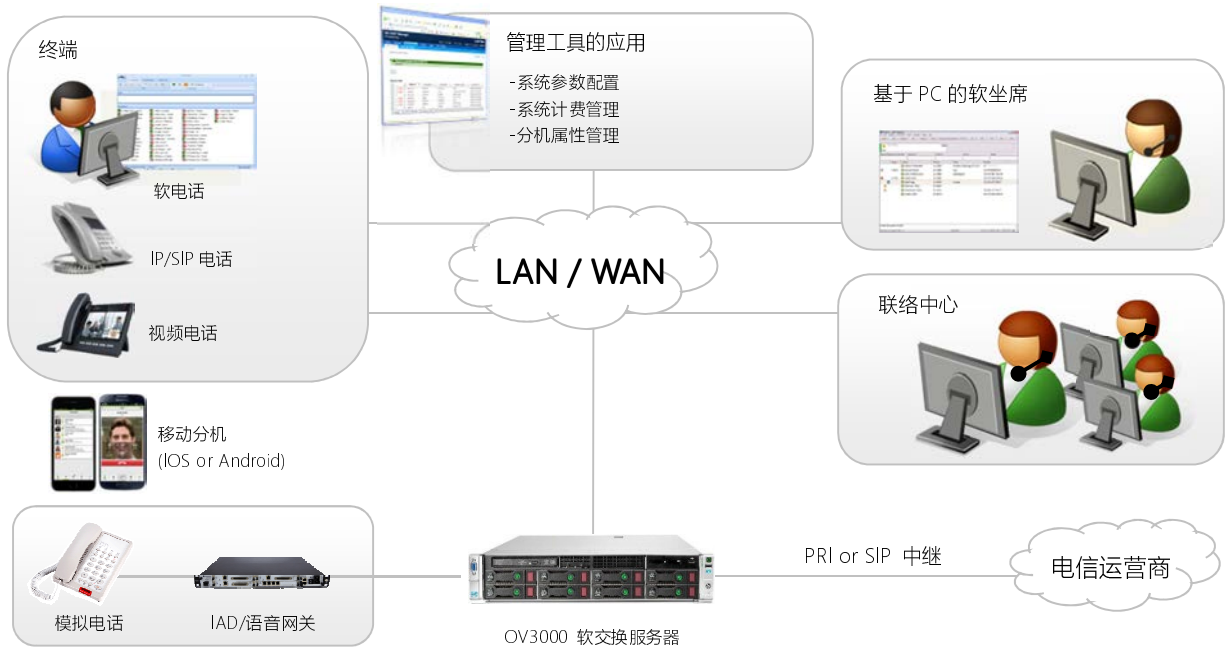 终端
软电话
IP/SIP 电话
视频电话
移动分机
(IOS or Android)
管理工具的应用
-系统参数配置
-系统计费管理
-分机属性管理
基于 PC 的软坐席
LAN / WAN
联络中心
模拟电话
IAD/语音网关
OV3000 软交换服务器
PRI or SIP 中继
电信运营商